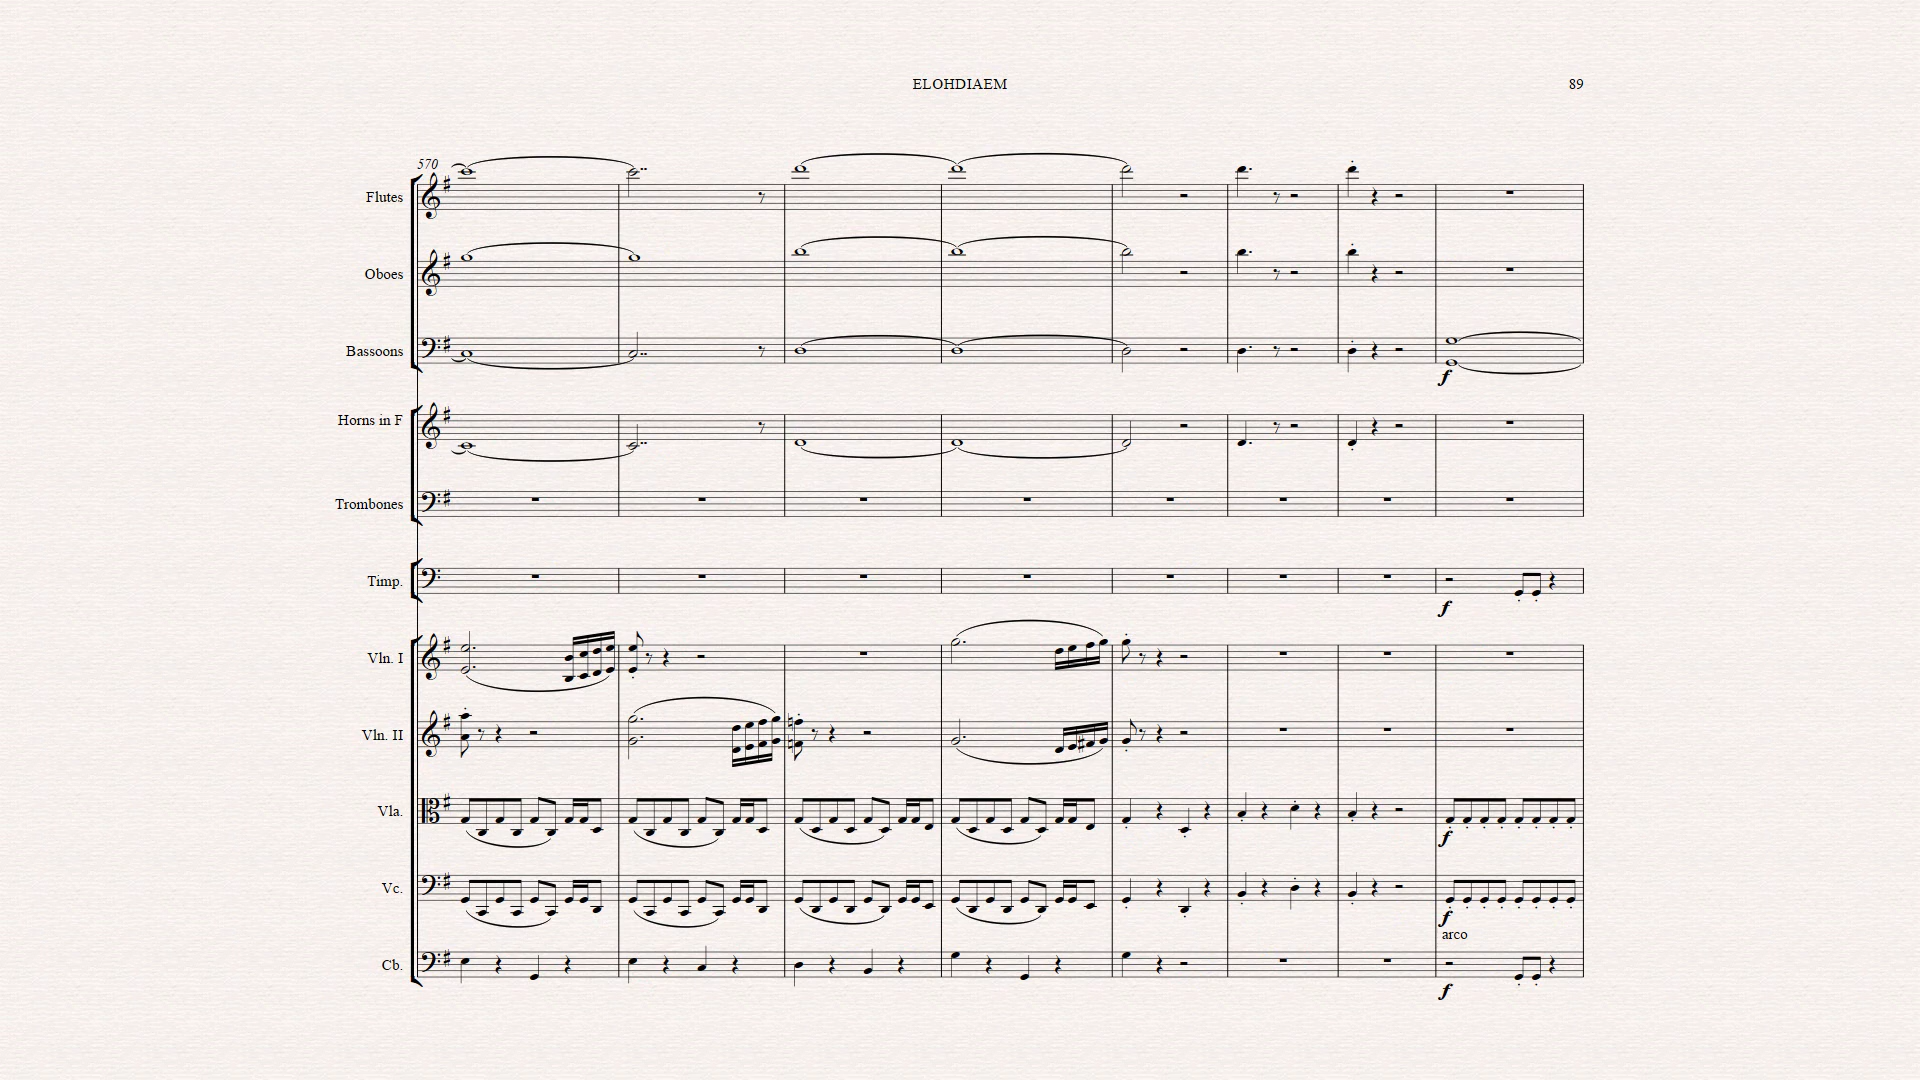 ELOHDIAEM
89
570
Flutes
Oboes
Bassoons
f
Horns in F
Trombones
Timp.
f
Vln. I
Vln. II
Vla.
f
Vc.
f
arco
Cb.
f